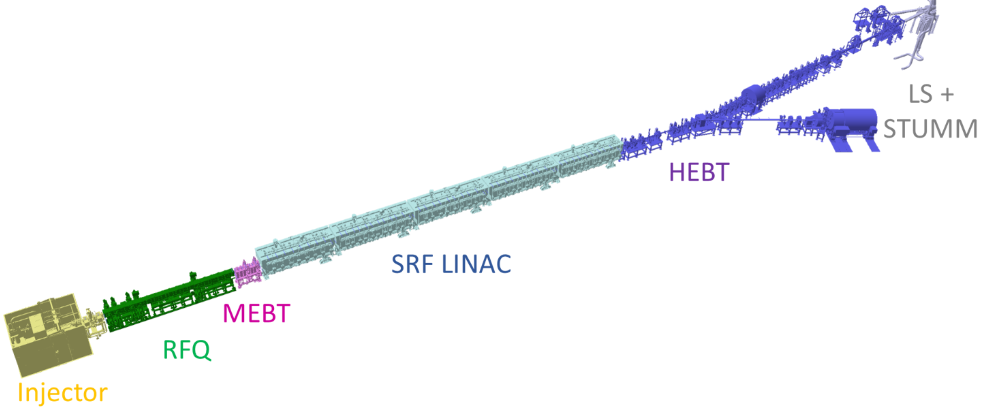 LS +
STUMM
HEBT
SRF LINAC
MEBT
RFQ
Injector